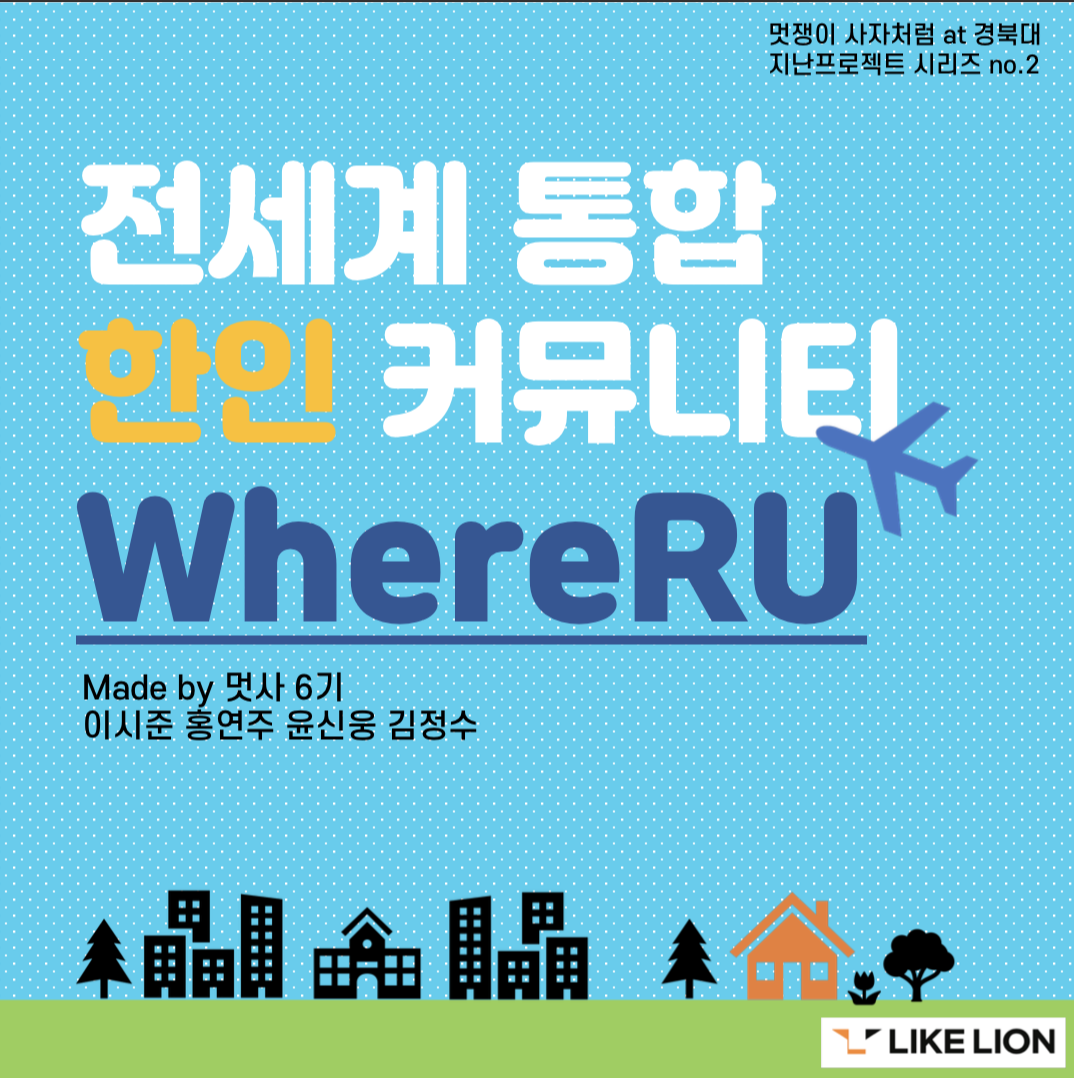 멋쟁이 사자처럼 at 경북대
지난프로젝트 시리즈 no.2
전세계 통합
한인 커뮤니티
WhereRU
Made by 멋사 6기
이시준 홍연주 윤신웅 김정수
LIKE LION